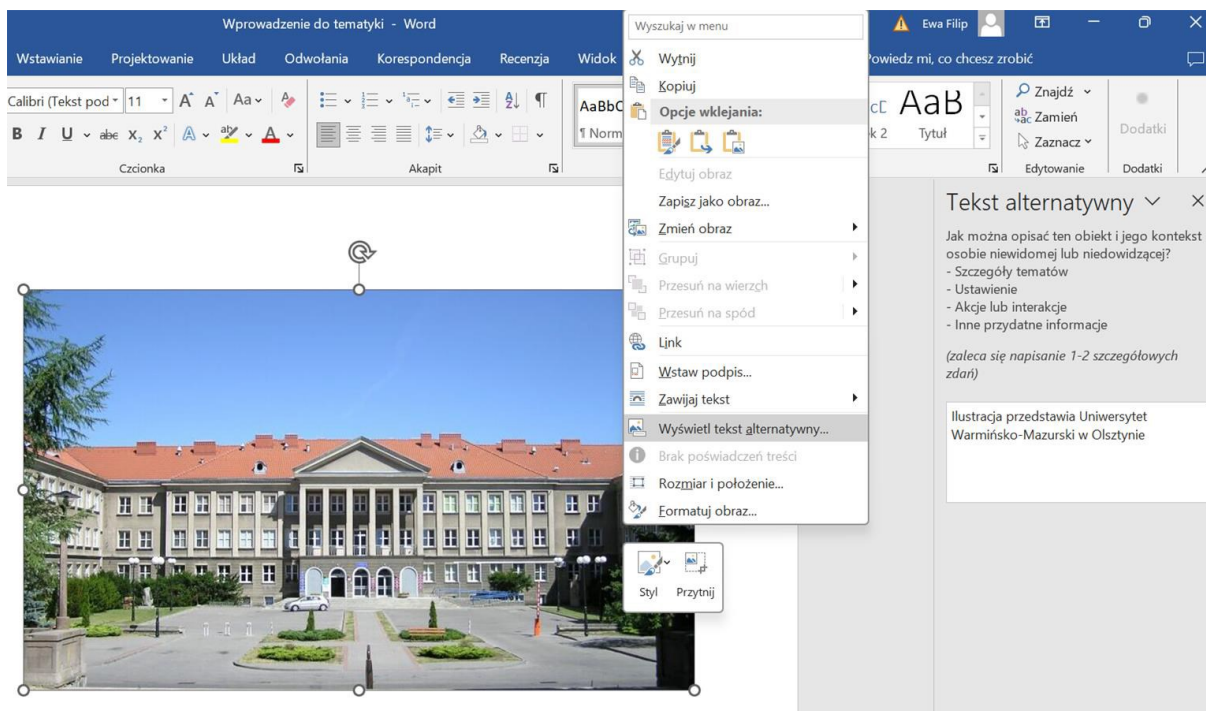 Wprowadzenie do tematyki - Word
Ewa Filip
Wstawianie Projektowanie Układ Odwołania Korespondencja Recenzja Widok
Powiedz mi, co chcesz zrobić
Calibri (Tekst pod 11 A A Aa A
B I U abc X₂ X² A aby A
Czcionka
Akapit
AaBbC
¶ Norm
AaB
k 2 Tytuł
Znajdź
Zamień
Zaznacz
Edytowanie
Dodatki
Dodatki
Wyszukaj w menu
Wytnij
Kopiuj
Opcje wklejania:
Edytuj obraz
Zapisz jako obraz...
Zmień obraz
Grupuj
Przesuń na wierzch
Przesuń na spód
Link
Wstaw podpis...
Zawijaj tekst
Wyświetl tekst alternatywny...
Brak poświadczeń treści
Rozmiar i położenie...
Formatuj obraz...
Styl Przytnij
Tekst alternatywny
Jak można opisać ten obiekt i jego kontekst
osobie niewidomej lub niedowidzącej?
- Szczegóły tematów
- Ustawienie
- Akcje lub interakcje
- Inne przydatne informacje
(zaleca się napisanie 1-2 szczegółowych
zdań)
Ilustracja przedstawia Uniwersytet
Warmińsko-Mazurski w Olsztynie